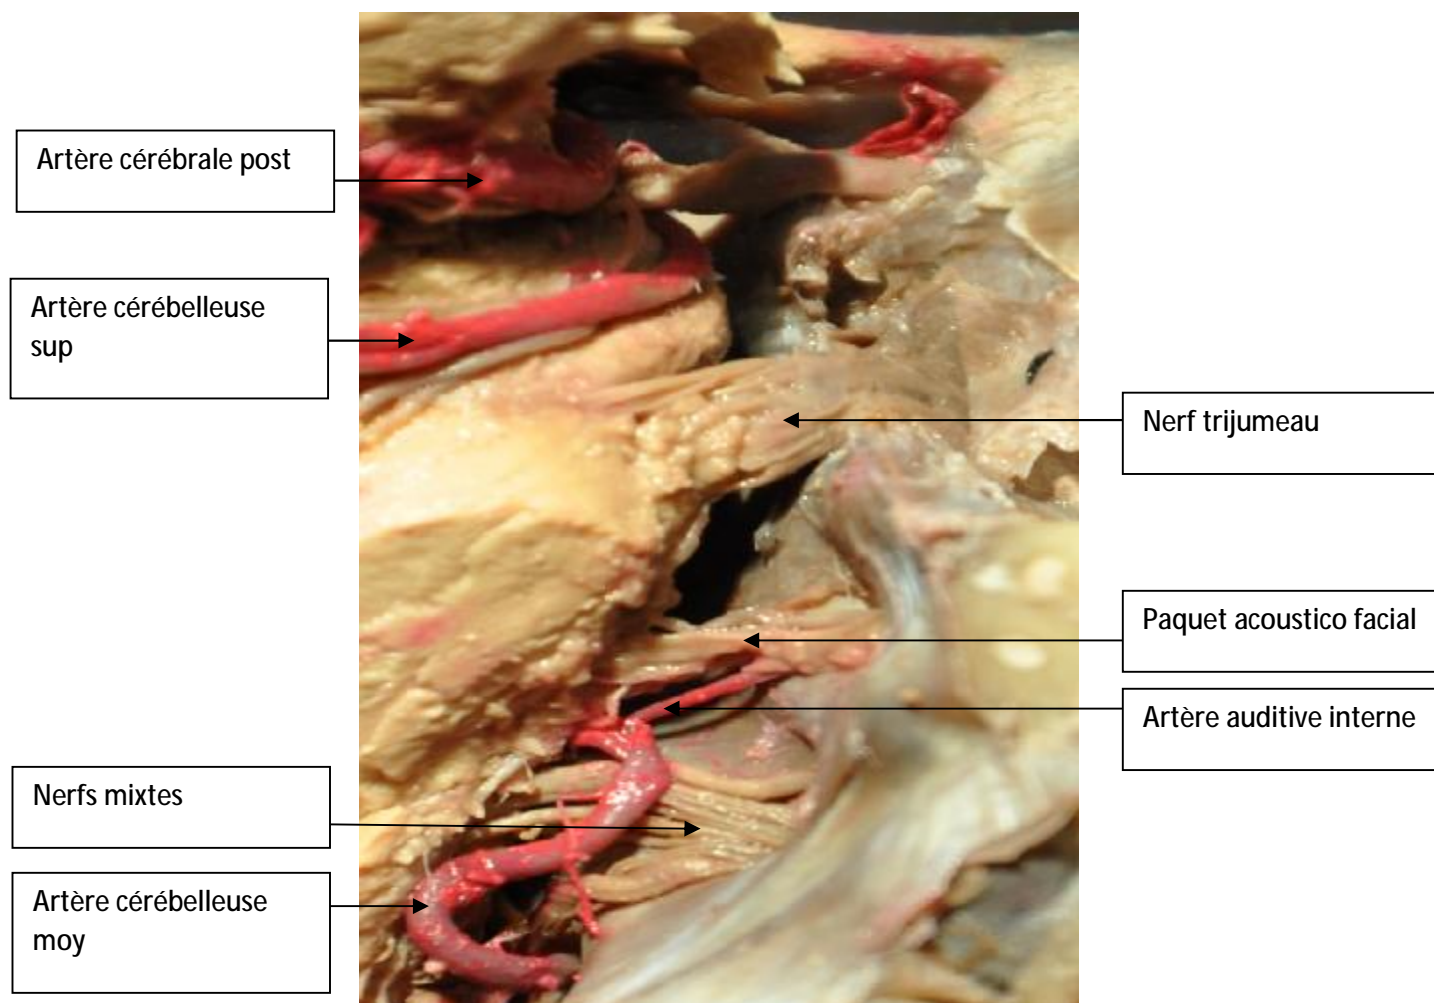 Artère cérébrale post
Artère cérébelleuse
sup
Nerf trijumeau
Paquet acoustico facial
Artère auditive interne
Nerfs mixtes
Artère cérébelleuse
moy